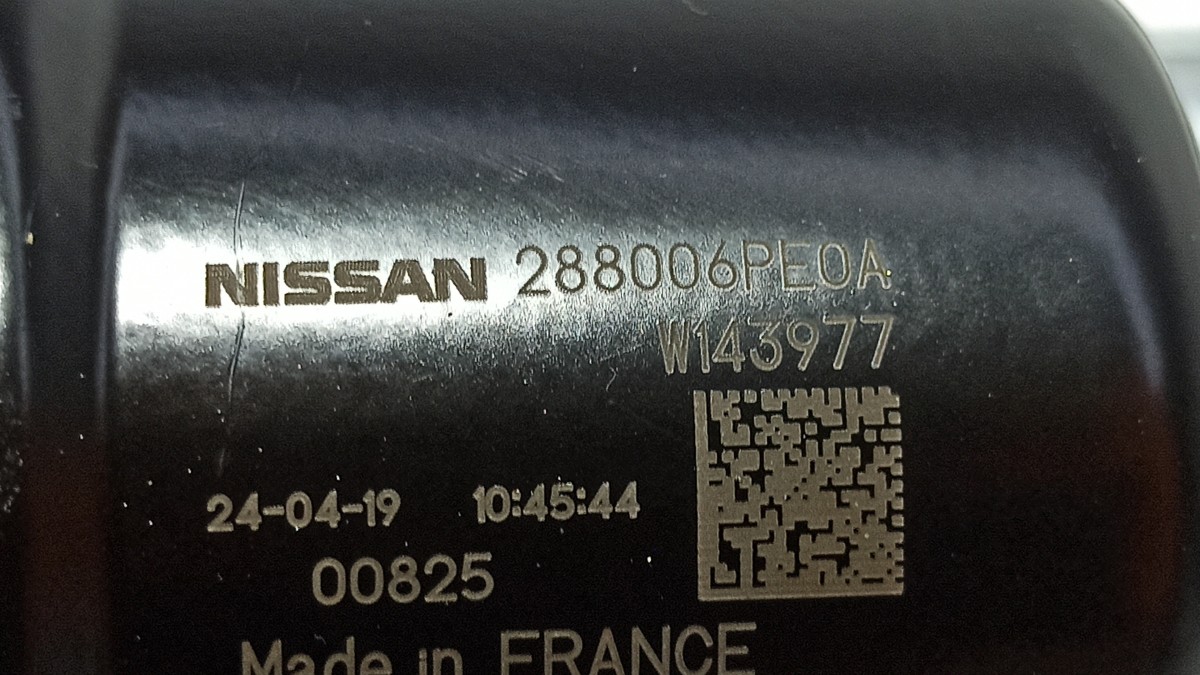 NISSAN 288006PE0A
W143977
24-04-19 10:45:44
00825
Made in FRANCE